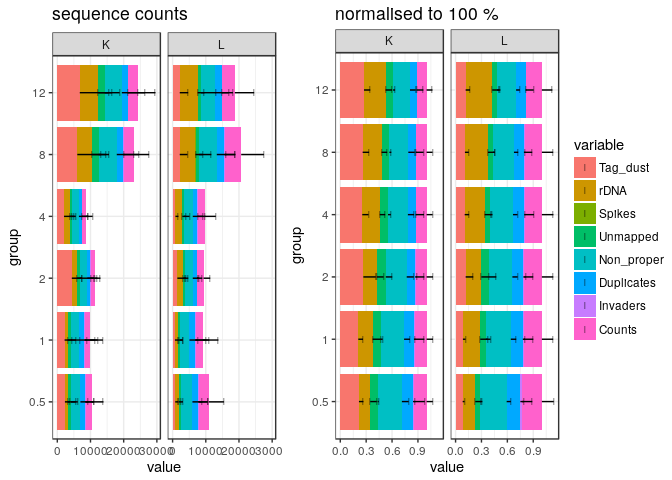 sequence counts
normalised to 100 %
K
L
K
L
12
8
4
2
1
0.5
group
0
10000
20000
30000
0
10000
20000
30000
value
12
8
4
2
1
0.5
group
0.0
0.3
0.6
0.9
0.0
0.3
0.6
0.9
value
variable
Tag_dust
rDNA
Spikes
Unmapped
Non_proper
Duplicates
Invaders
Counts